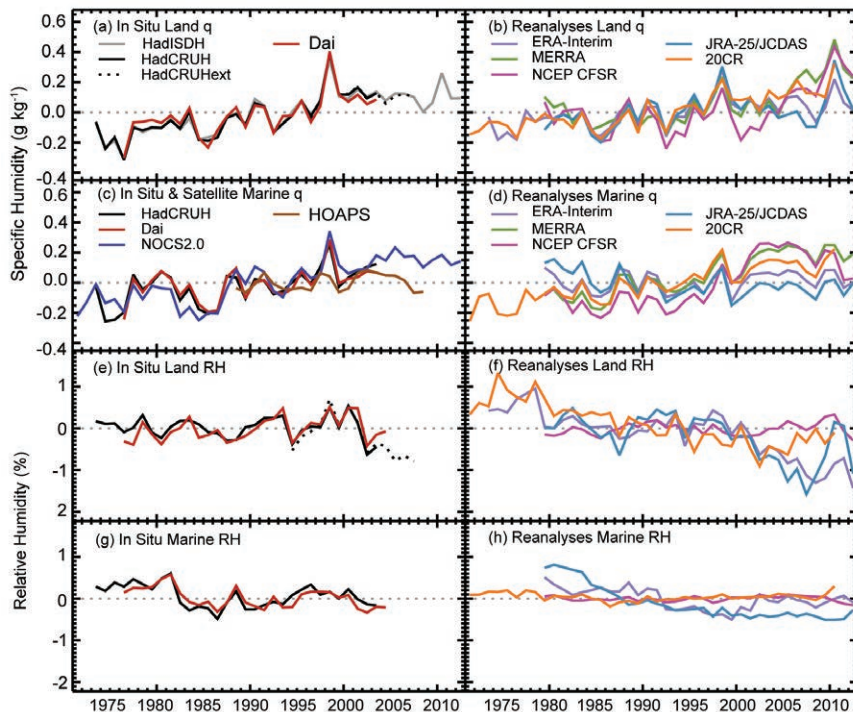 (a) In Situ Land q
HadISDH
HadCRUH
HadCRUHext
Dai
(b) Reanalyses Land q
ERA-Interim
MERRA
NCEP CFSR
JRA-25/JCDAS
20CR
0.6
0.4
0.2
0.0
-0.2
-0.4
(c) In Situ & Satellite Marine q
HadCRUH
Dai
NOCS2.0
HOAPS
(d) Reanalyses Marine q
ERA-Interim
MERRA
NCEP CFSR
JRA-25/JCDAS
20CR
0.6
0.4
0.2
0.0
-0.2
-0.4
Specific Humidity (g kg⁻¹)
(e) In Situ Land RH
(f) Reanalyses Land RH
1
0
-1
2
(g) In Situ Marine RH
(h) Reanalyses Marine RH
1
0
-1
-2
Relative Humidity (%)
1975 1980 1985 1990 1995 2000 2005 2010
1975 1980 1985 1990 1995 2000 2005 2010